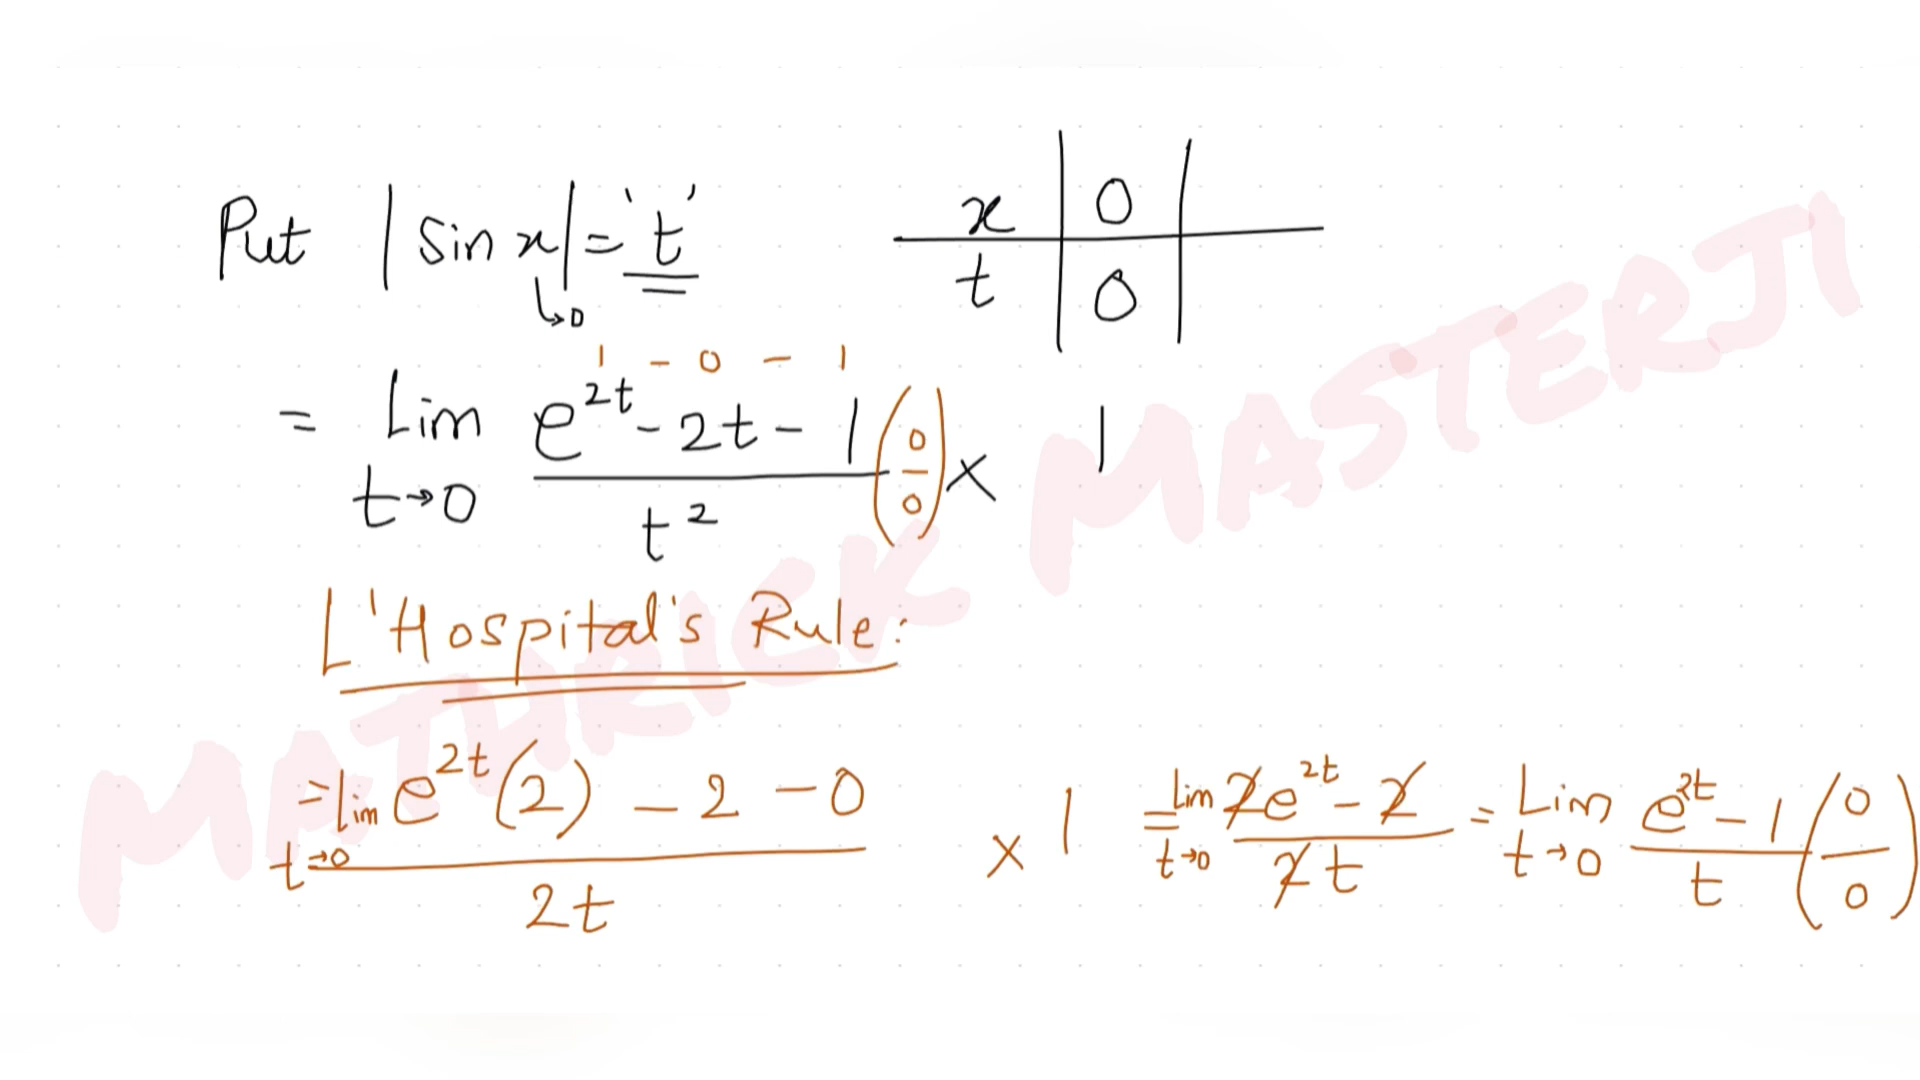 Put |sin x| = 't' x | 0 |
↳0 t | 0 |
1 - 0 - 1
= Lim t→0 (e^2t - 2t - 1)/t^2 (0/0) × 1
L'Hospital's Rule:
= lim t→0 (e^2t (2) - 2 - 0)/2t × 1 = lim t→0 (2e^2t - 2)/2t = Lim t→0 (e^2t - 1)/t (0/0)
MATHRICK MASTERJI